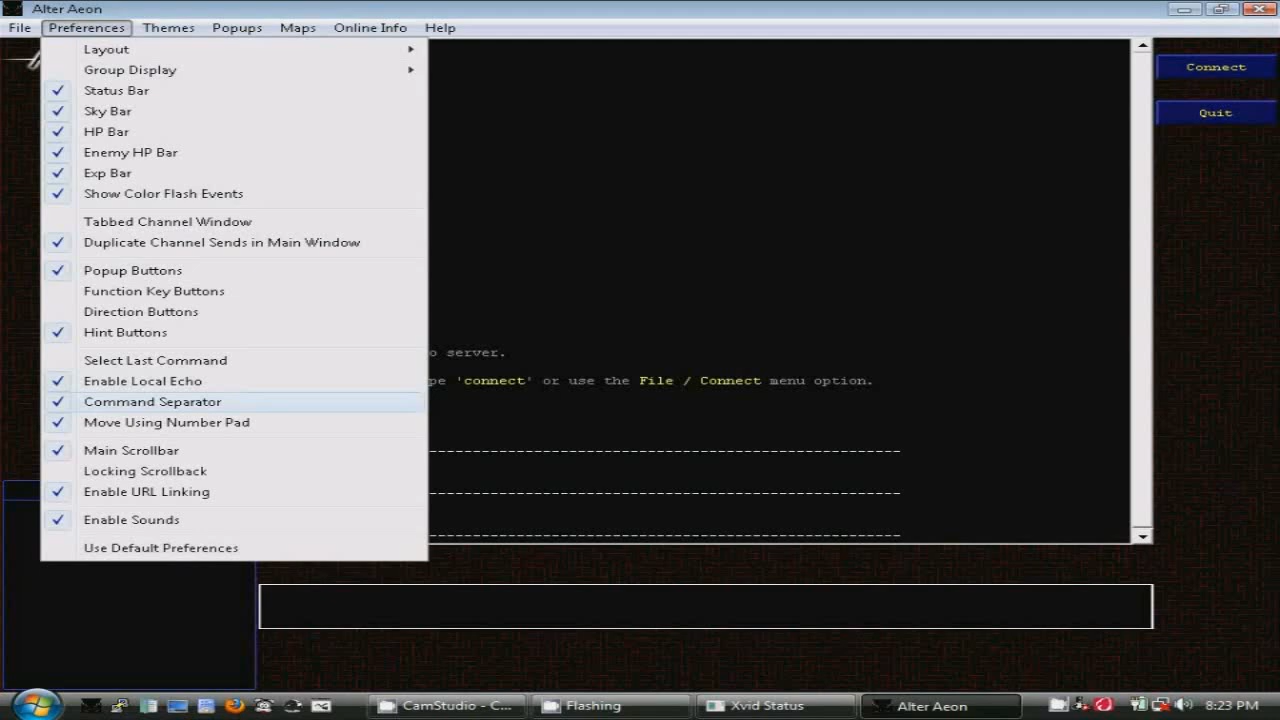 Alter Aeon
File Preferences Themes Popups Maps Online Info Help
Layout
Group Display
Status Bar
Sky Bar
HP Bar
Enemy HP Bar
Exp Bar
Show Color Flash Events
Tabbed Channel Window
Duplicate Channel Sends in Main Window
Popup Buttons
Function Key Buttons
Direction Buttons
Hint Buttons
Select Last Command
Enable Local Echo
Command Separator
Move Using Number Pad
Main Scrollbar
Locking Scrollback
Enable URL Linking
Enable Sounds
Use Default Preferences
o server.
pe 'connect' or use the File / Connect menu option.
Connect
Quit
CamStudio - C... Flashing Xvid Status Alter Aeon 8:23 PM